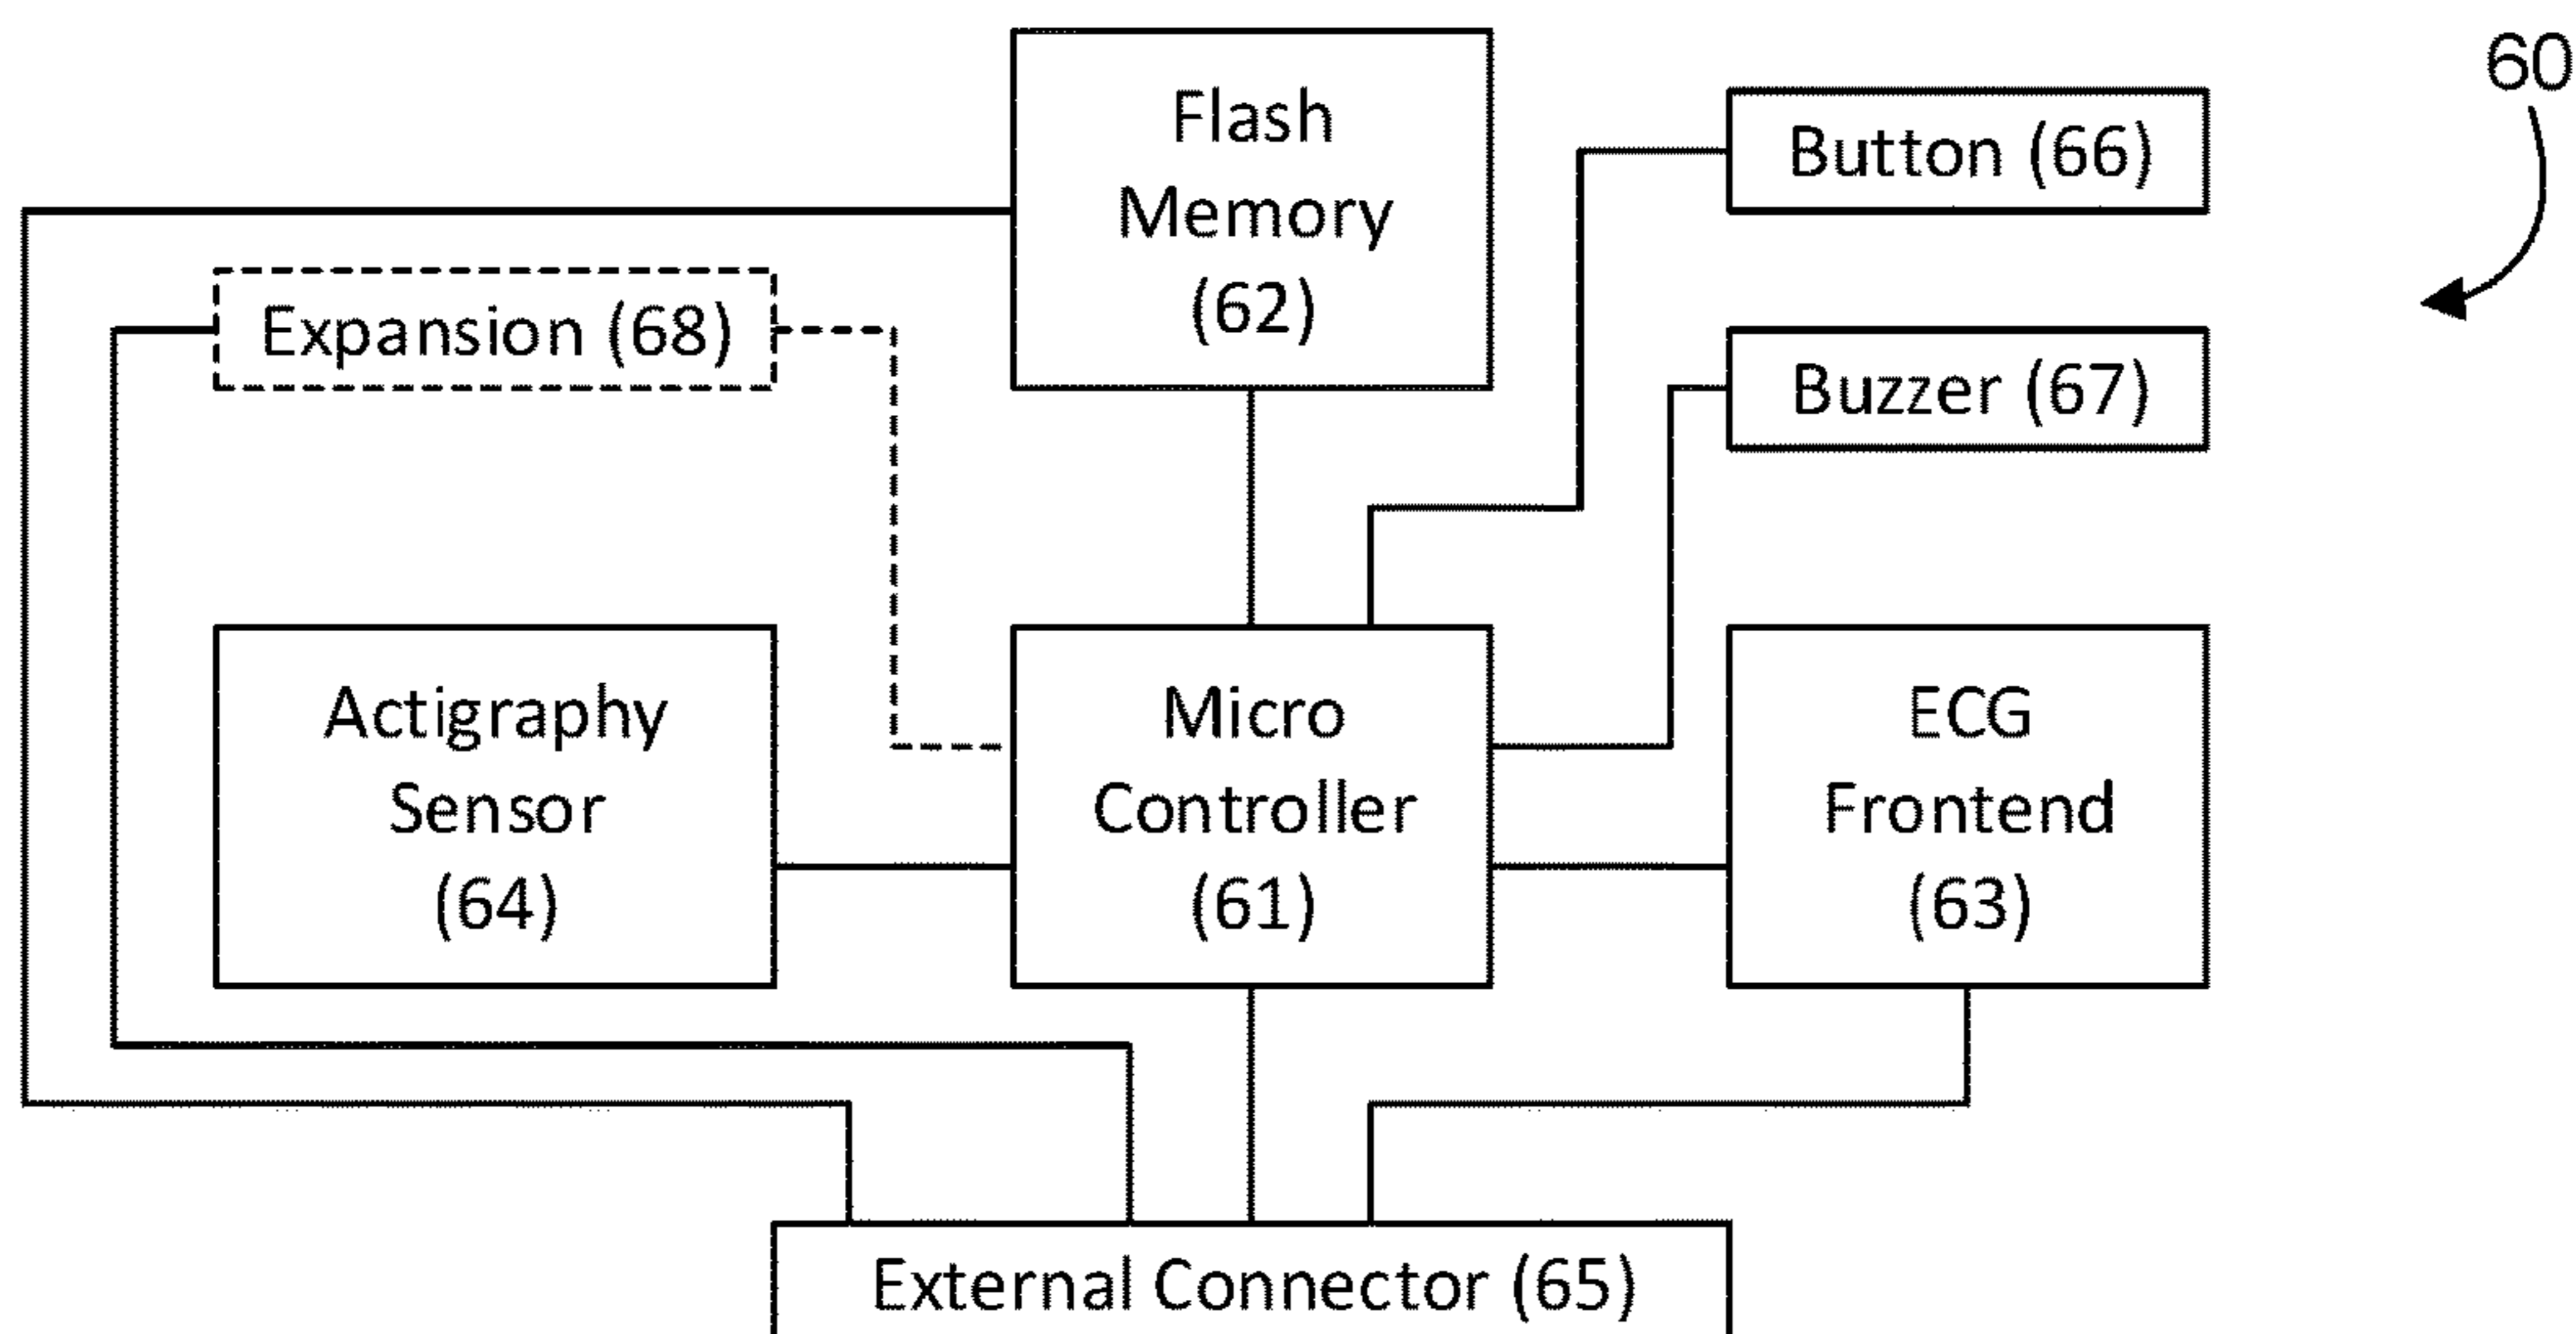 60
Flash
Memory
(62)
Button (66)
Expansion (68)
Buzzer (67)
Actigraphy
Sensor
(64)
Micro
Controller
(61)
ECG
Frontend
(63)
External Connector (65)